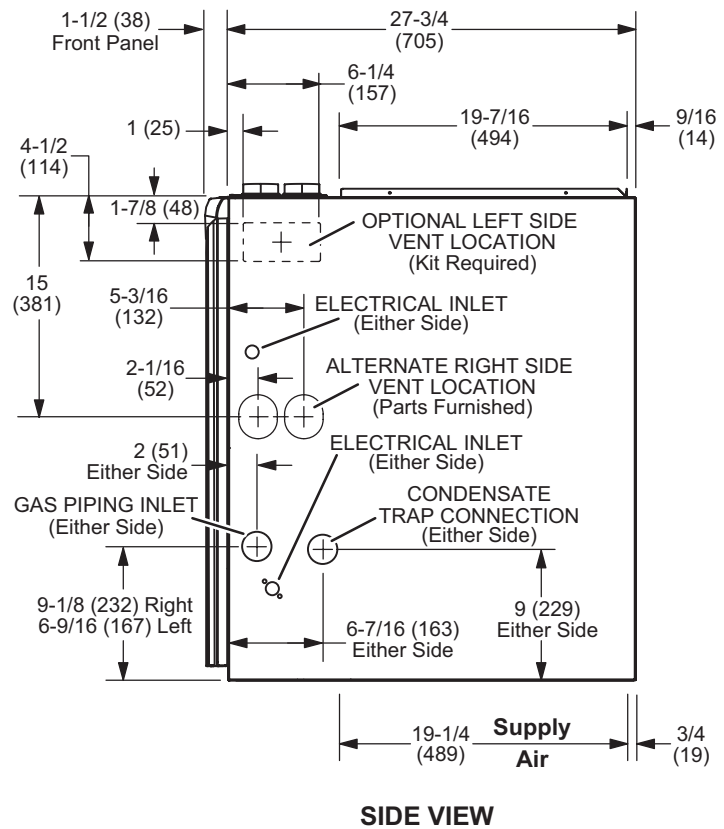 1-1/2 (38)
Front Panel
27-3/4
(705)
6-1/4
(157)
1 (25)
19-7/16
(494)
9/16
(14)
4-1/2
(114)
1-7/8 (48)
OPTIONAL LEFT SIDE
VENT LOCATION
(Kit Required)
15
(381)
5-3/16
(132)
ELECTRICAL INLET
(Either Side)
2-1/16
(52)
ALTERNATE RIGHT SIDE
VENT LOCATION
(Parts Furnished)
2 (51)
Either Side
ELECTRICAL INLET
(Either Side)
GAS PIPING INLET
(Either Side)
CONDENSATE
TRAP CONNECTION
(Either Side)
9-1/8 (232) Right
6-9/16 (167) Left
6-7/16 (163)
Either Side
9 (229)
Either Side
19-1/4
(489)
Supply
Air
3/4
(19)
SIDE VIEW